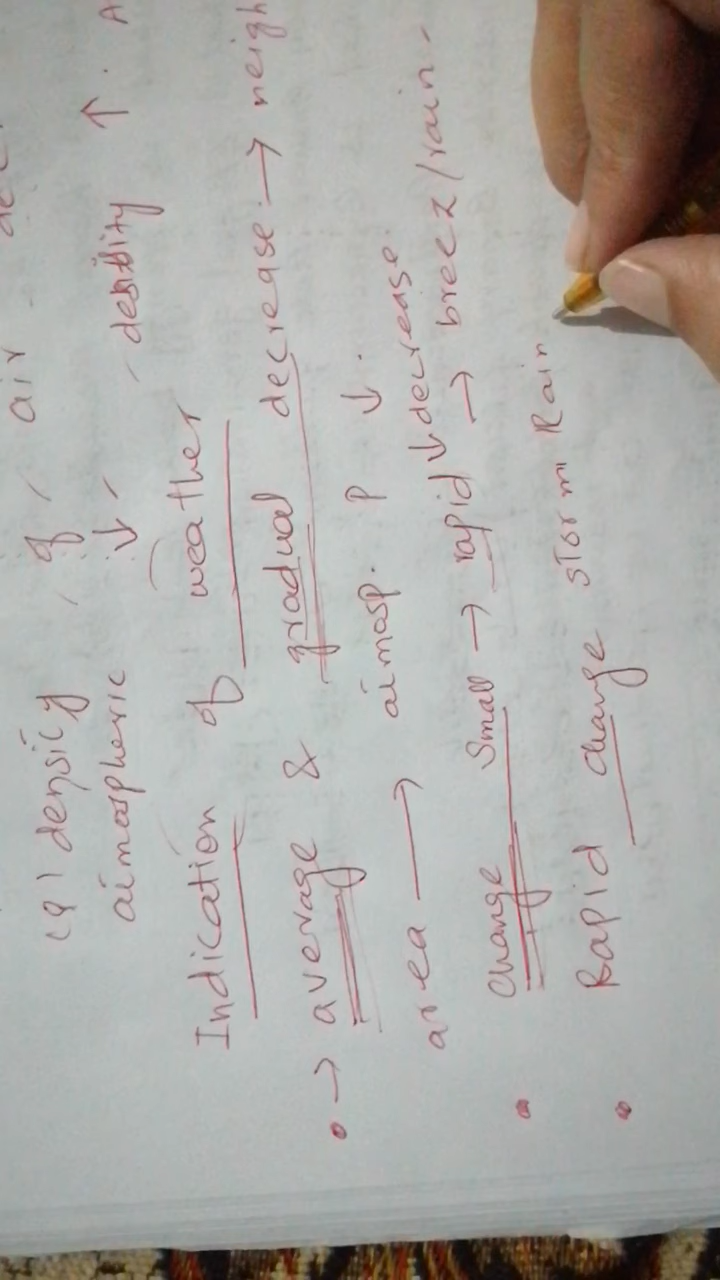 (9) density of air
atmospheric ↓ density ↑ . A
Indication of weather
• → average & gradual decrease. → neigh
area → atmosp. P ↓ .
Change Small → rapid ↓ decrease. → breez/rain.
• Rapid change storm Rain